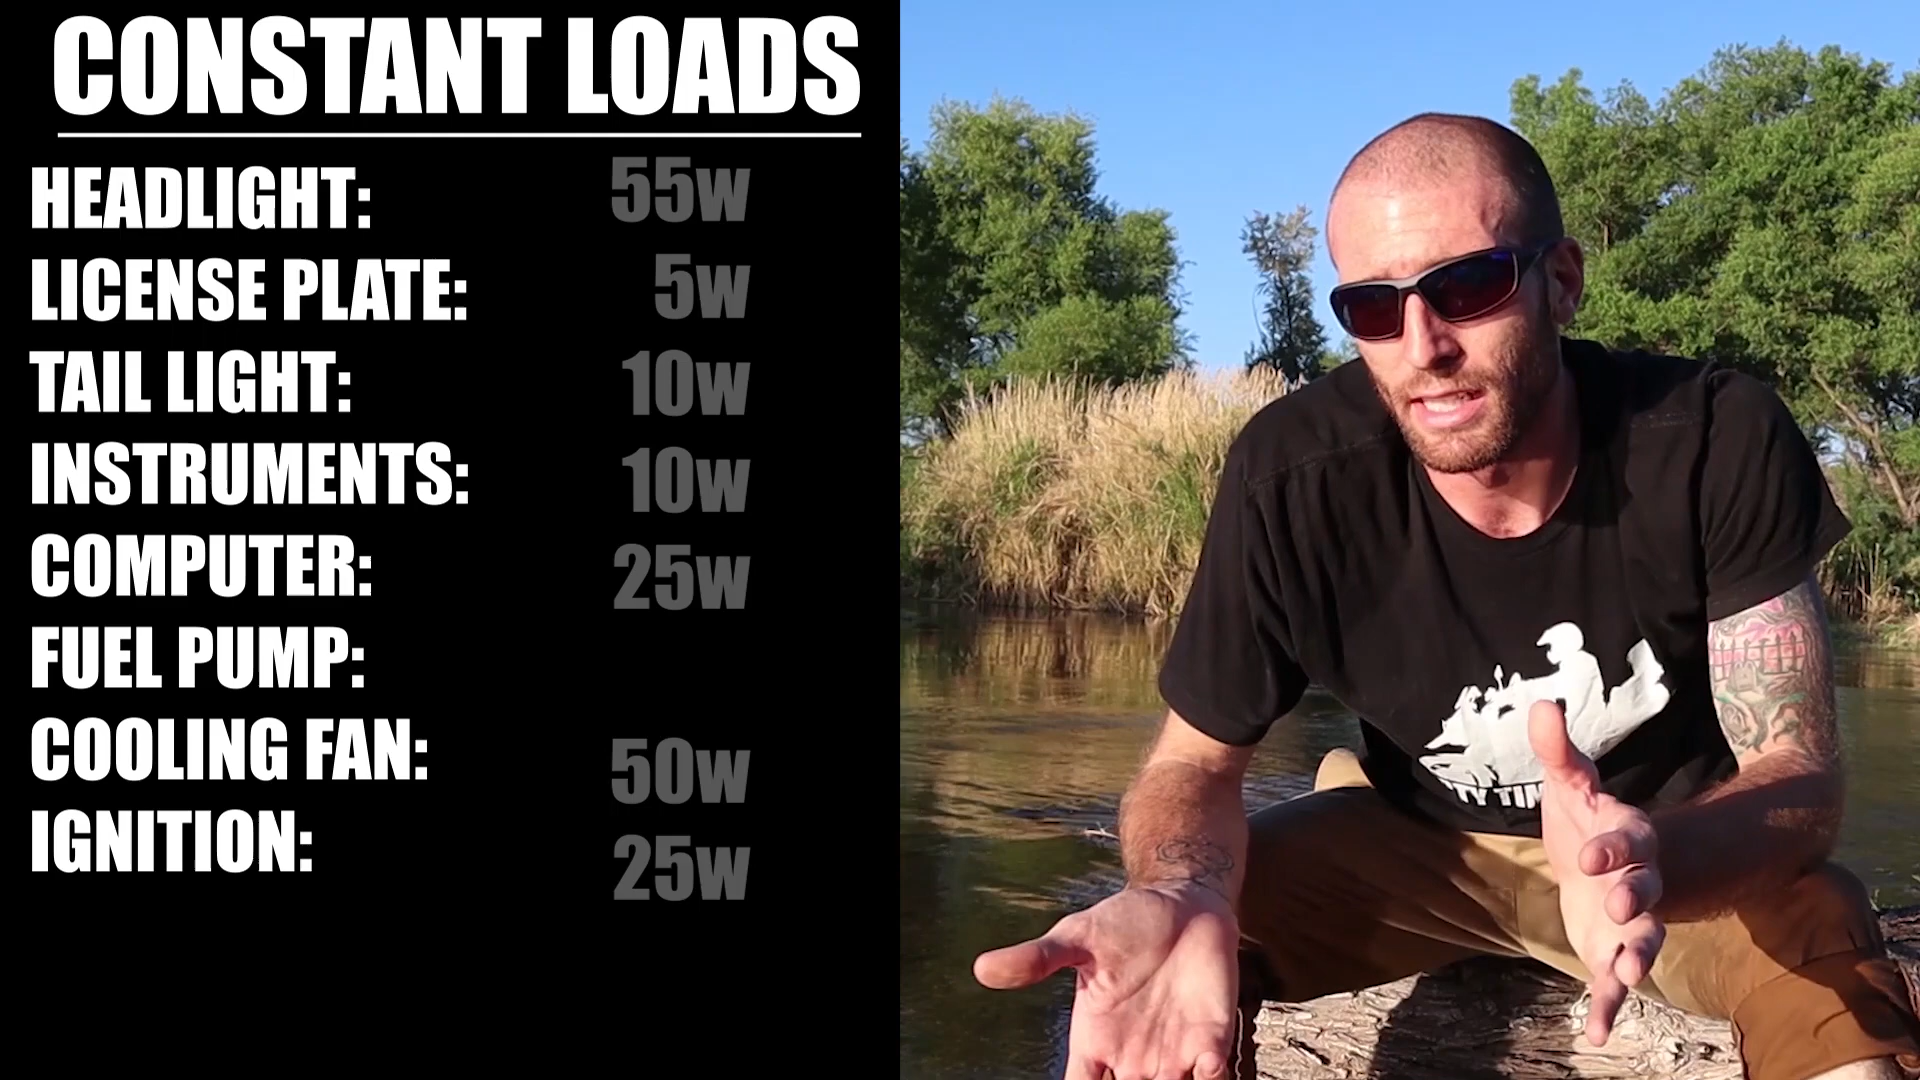 CONSTANT LOADS
HEADLIGHT: 55W
LICENSE PLATE: 5W
TAIL LIGHT: 10W
INSTRUMENTS: 10W
COMPUTER: 25W
FUEL PUMP:
COOLING FAN: 50W
IGNITION: 25W